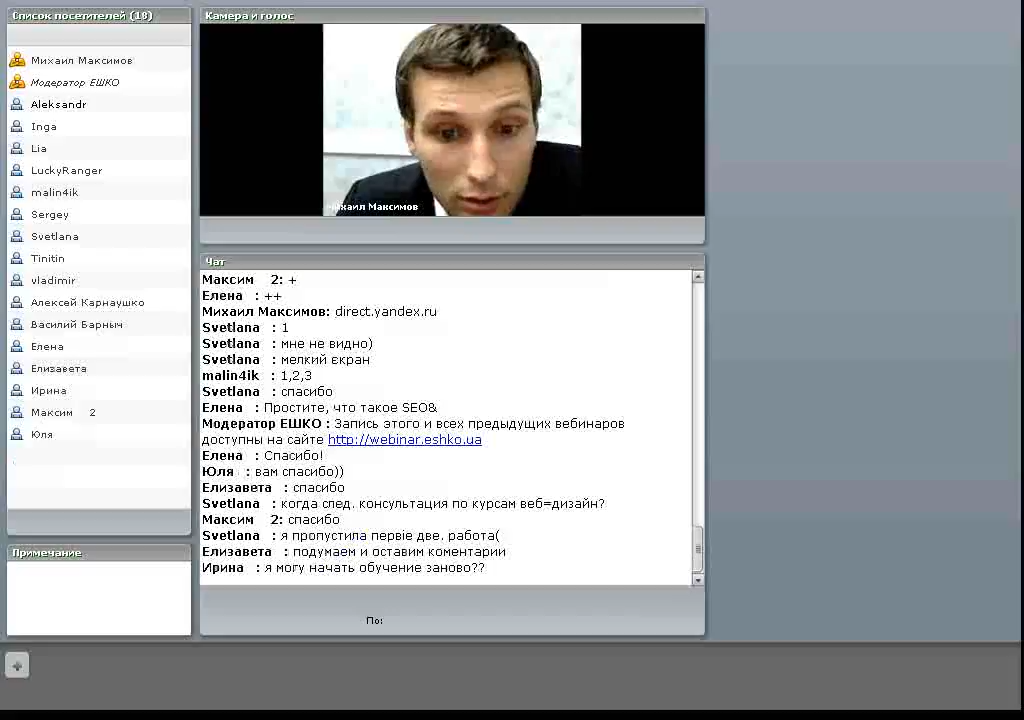 Список посетителей (18)
Михаил Максимов
Модератор ЕШКО
Aleksandr
Inga
Lia
LuckyRanger
malin4ik
Sergey
Svetlana
Tinitin
vladimir
Алексей Карнаушко
Василий Барныч
Елена
Елизавета
Ирина
Максим 2
Юля
Примечание
Камера и голос
Михаил Максимов
Чат
Максим 2: +
Елена : ++
Михаил Максимов: direct.yandex.ru
Svetlana : 1
Svetlana : мне не видно)
Svetlana : мелкий єкран
malin4ik : 1,2,3
Svetlana : спасибо
Елена : Простите, что такое SEO&
Модератор ЕШКО : Запись этого и всех предыдущих вебинаров
доступны на сайте http://webinar.eshko.ua
Елена : Спасибо!
Юля : вам спасибо))
Елизавета : спасибо
Svetlana : когда след. консультация по курсам веб=дизайн?
Максим 2: спасибо
Svetlana : я пропустила первіе две. работа(
Елизавета : подумаем и оставим коментарии
Ирина : я могу начать обучение заново??
По: